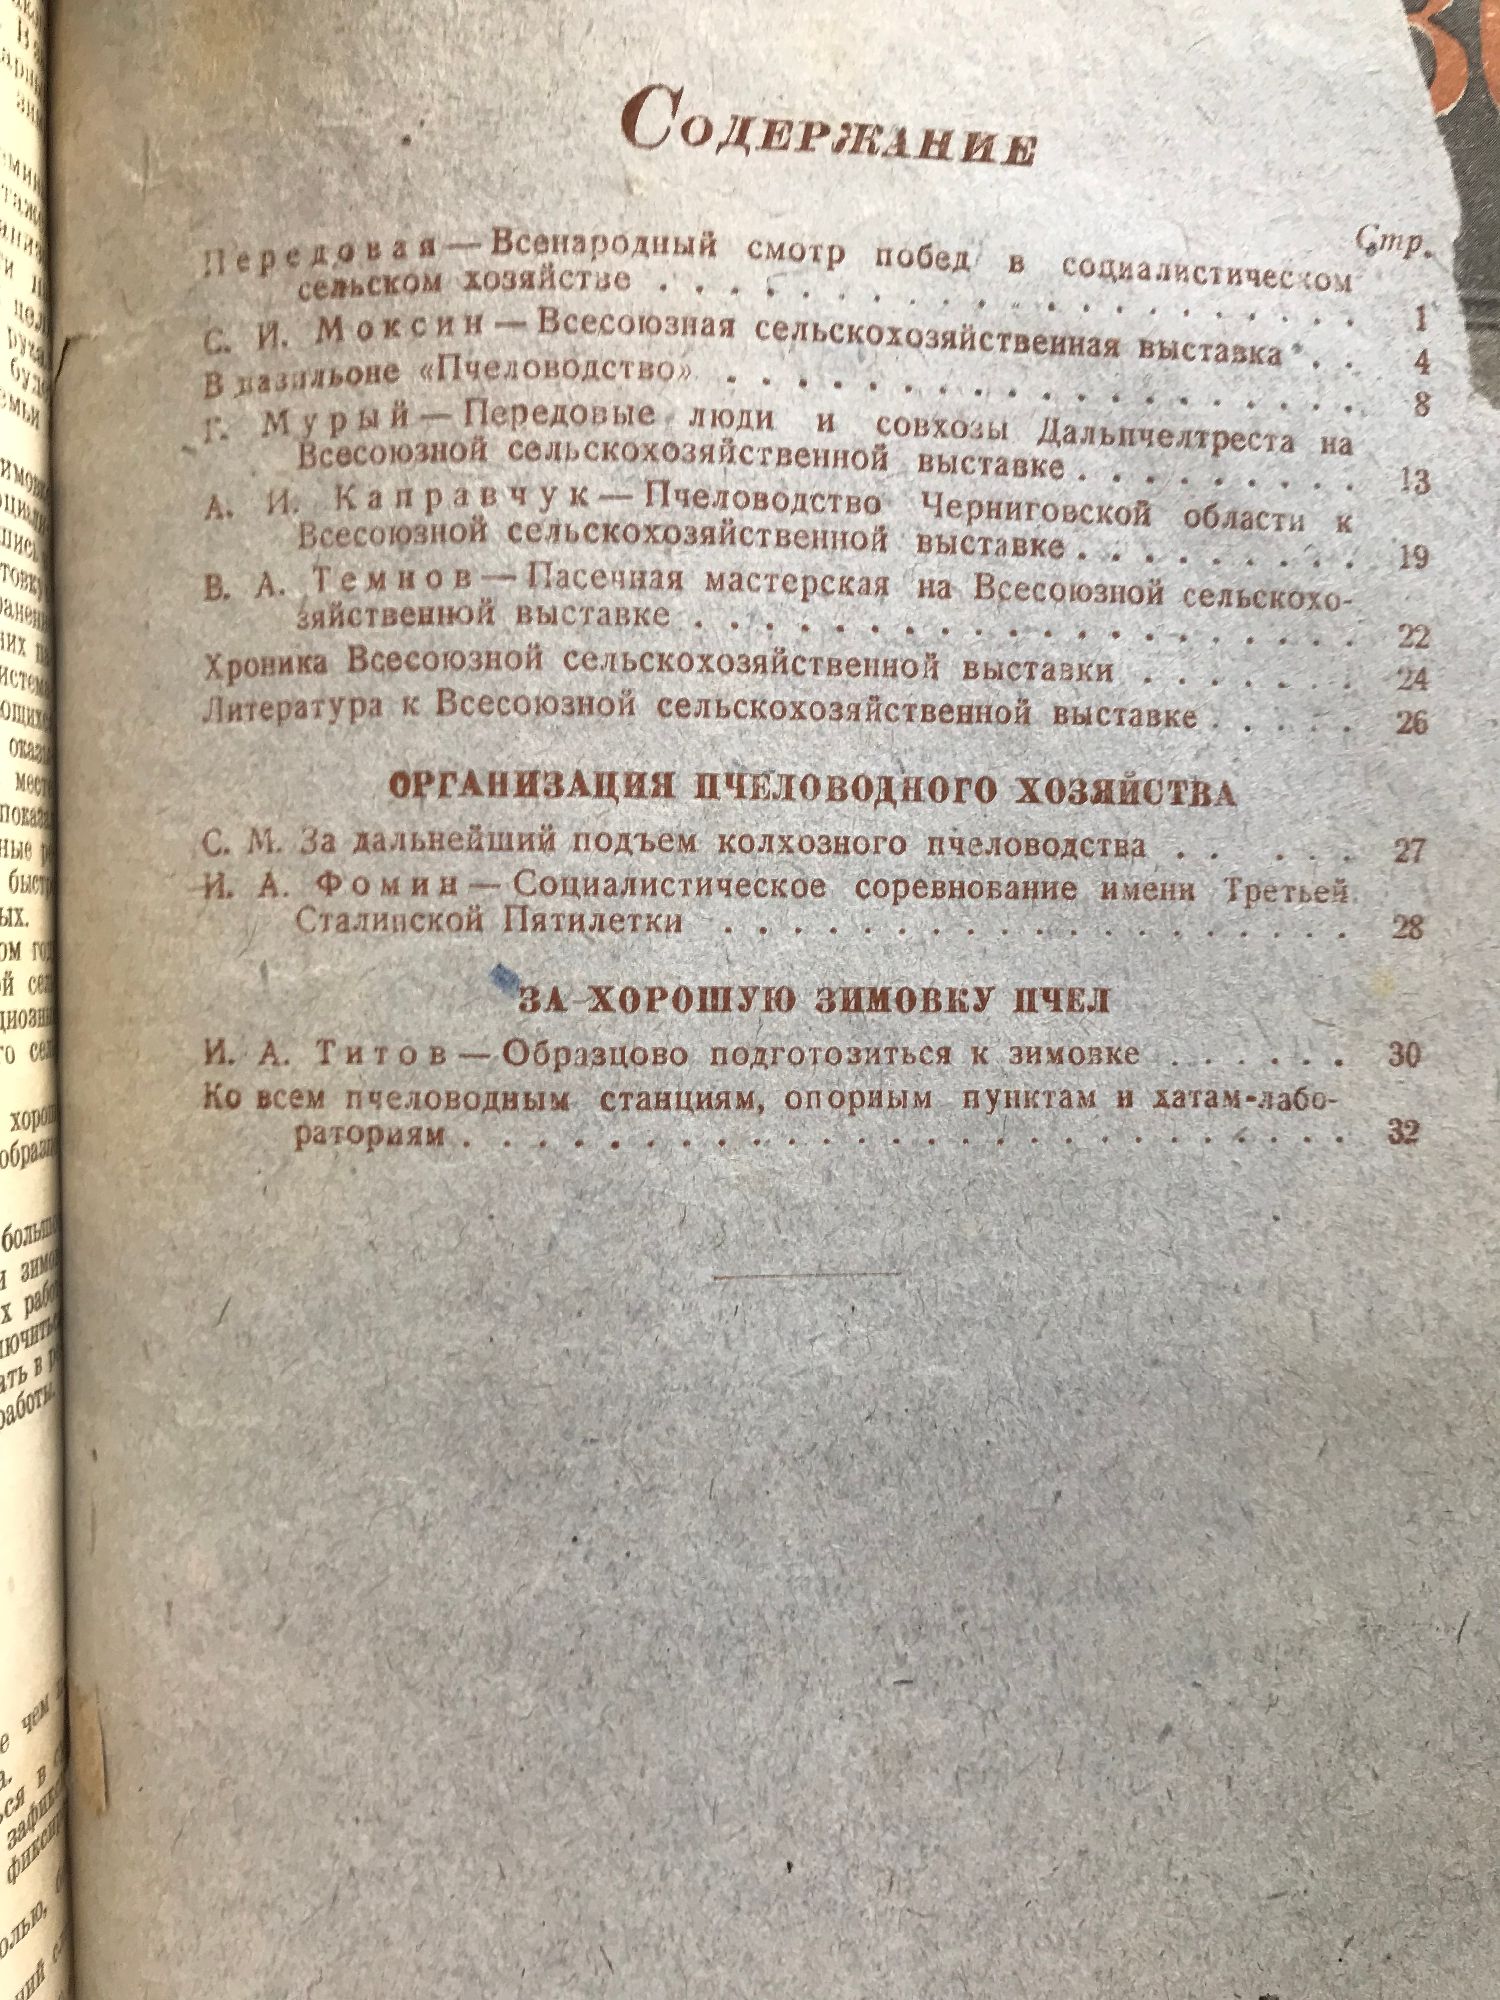 Содержание
Стр.
Передовая — Всенародный смотр побед в социалистическом
сельском хозяйстве . . . . . . . . . . . . . . . . . 1
С. И. Моксин — Всесоюзная сельскохозяйственная выставка . . 4
В павильоне «Пчеловодство» . . . . . . . . . . . . . . . 8
Г. Мурый — Передовые люди и совхозы Дальпчелтреста на
Всесоюзной сельскохозяйственной выставке . . . . . . . . . 13
А. И. Каправчук — Пчеловодство Черниговской области к
Всесоюзной сельскохозяйственной выставке . . . . . . . . . 19
В. А. Темнов — Пасечная мастерская на Всесоюзной сельскохо-
зяйственной выставке . . . . . . . . . . . . . . . . . . 22
Хроника Всесоюзной сельскохозяйственной выставки . . . . . . . 24
Литература к Всесоюзной сельскохозяйственной выставке . . . . . 26
ОРГАНИЗАЦИЯ ПЧЕЛОВОДНОГО ХОЗЯЙСТВА
С. М. За дальнейший подъем колхозного пчеловодства . . . . . 27
И. А. Фомин — Социалистическое соревнование имени Третьей
Сталинской Пятилетки . . . . . . . . . . . . . . . . . 28
ЗА ХОРОШУЮ ЗИМОВКУ ПЧЕЛ
И. А. Титов — Образцово подготовиться к зимовке . . . . . . 30
Ко всем пчеловодным станциям, опорным пунктам и хатам-лабо-
раториям . . . . . . . . . . . . . . . . . . . . . . . 32